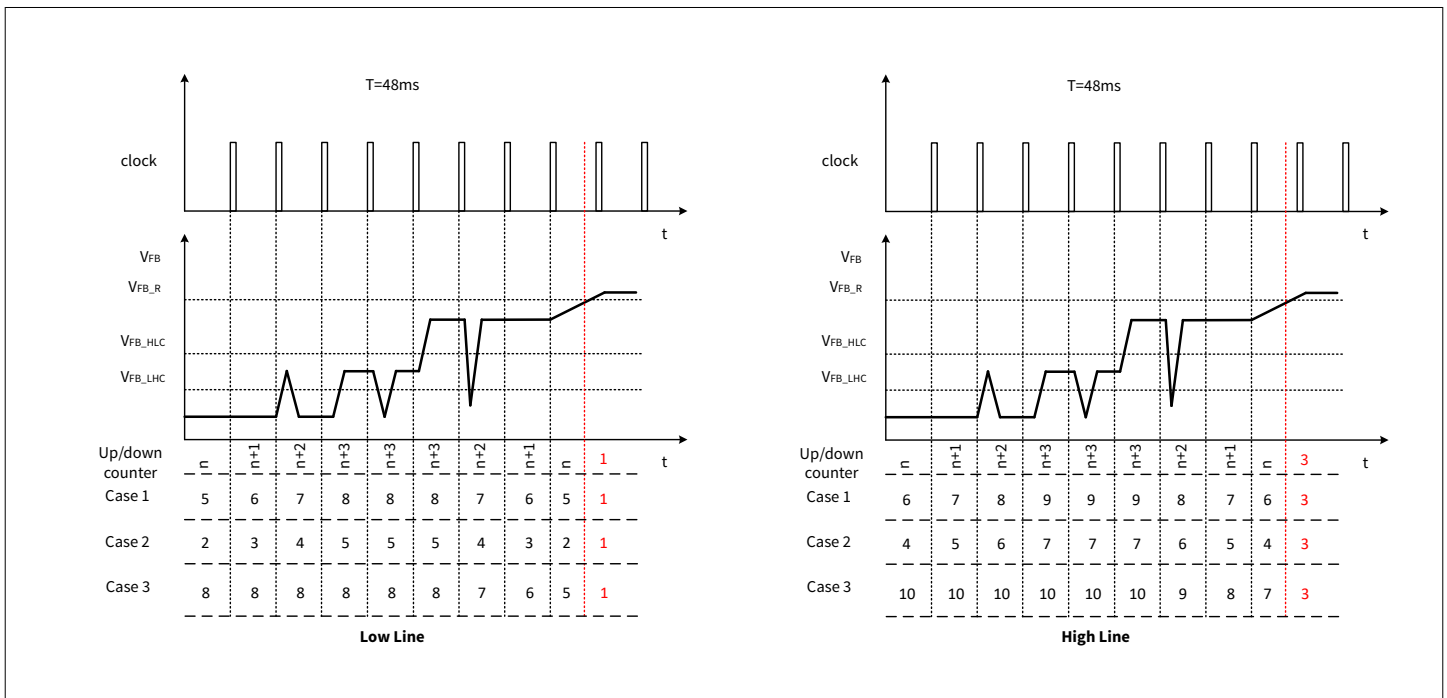 T=48ms
clock
t
VFB
VFB_R
VFB_HLC
VFB_LHC
Up/down counter n n+1 n+2 n+3 n+3 n+3 n+2 n+1 n 1 t
Case 1 5 6 7 8 8 8 7 6 5 1
Case 2 2 3 4 5 5 5 4 3 2 1
Case 3 8 8 8 8 8 8 7 6 5 1
Low Line
T=48ms
clock
t
VFB
VFB_R
VFB_HLC
VFB_LHC
Up/down counter n n+1 n+2 n+3 n+3 n+3 n+2 n+1 n 3 t
Case 1 6 7 8 9 9 9 8 7 6 3
Case 2 4 5 6 7 7 7 6 5 4 3
Case 3 10 10 10 10 10 10 9 8 7 3
High Line